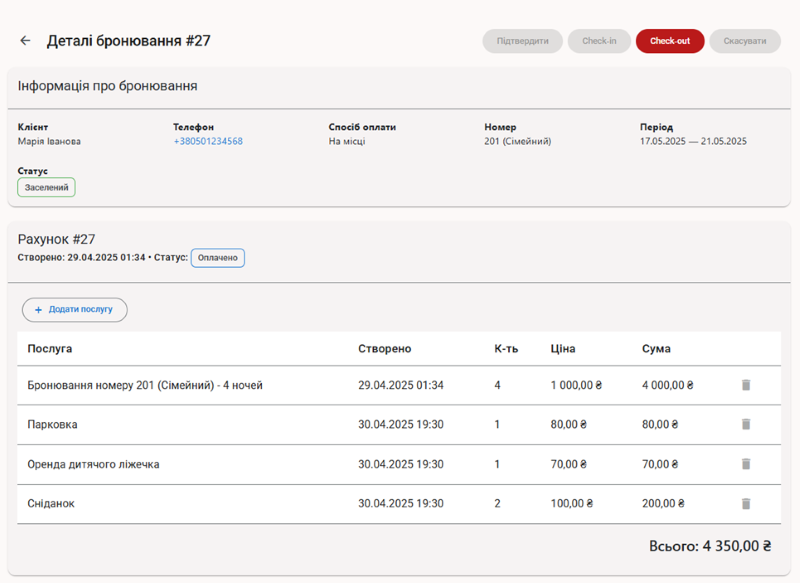 Деталі бронювання #27
Підтвердити Check-in Check-out Скасувати
Інформація про бронювання
Клієнт Телефон Спосіб оплати Номер Період
Марія Іванова +380501234568 На місці 201 (Сімейний) 17.05.2025 — 21.05.2025
Статус
Заселений
Рахунок #27
Створено: 29.04.2025 01:34 • Статус: Оплачено
+ Додати послугу
Послуга Створено К-ть Ціна Сума
Бронювання номеру 201 (Сімейний) - 4 ночей 29.04.2025 01:34 4 1 000,00 ₴ 4 000,00 ₴
Парковка 30.04.2025 19:30 1 80,00 ₴ 80,00 ₴
Оренда дитячого ліжечка 30.04.2025 19:30 1 70,00 ₴ 70,00 ₴
Сніданок 30.04.2025 19:30 2 100,00 ₴ 200,00 ₴
Всього: 4 350,00 ₴